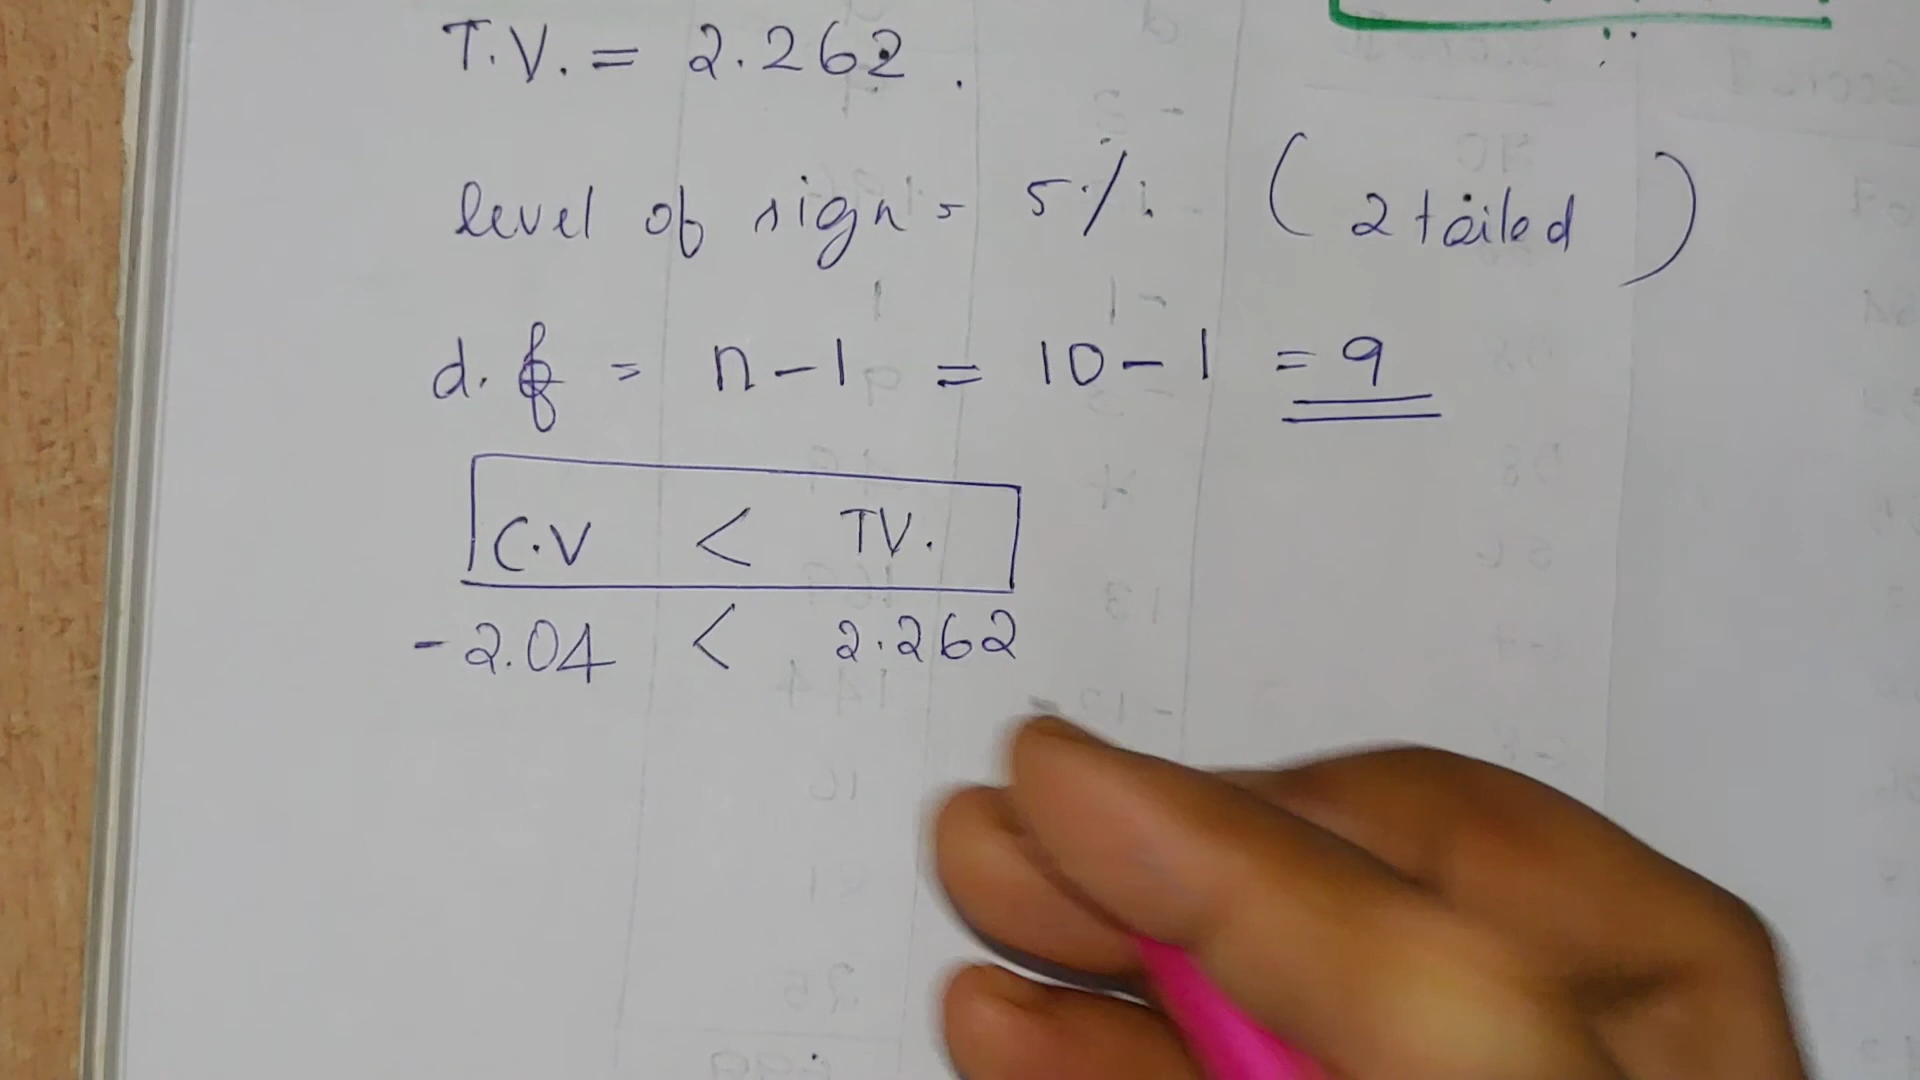 T.V. = 2.262.
level of sign = 5% (2 tailed)
d.f = n-1 = 10-1 = 9
C.V < TV.
-2.04 < 2.262